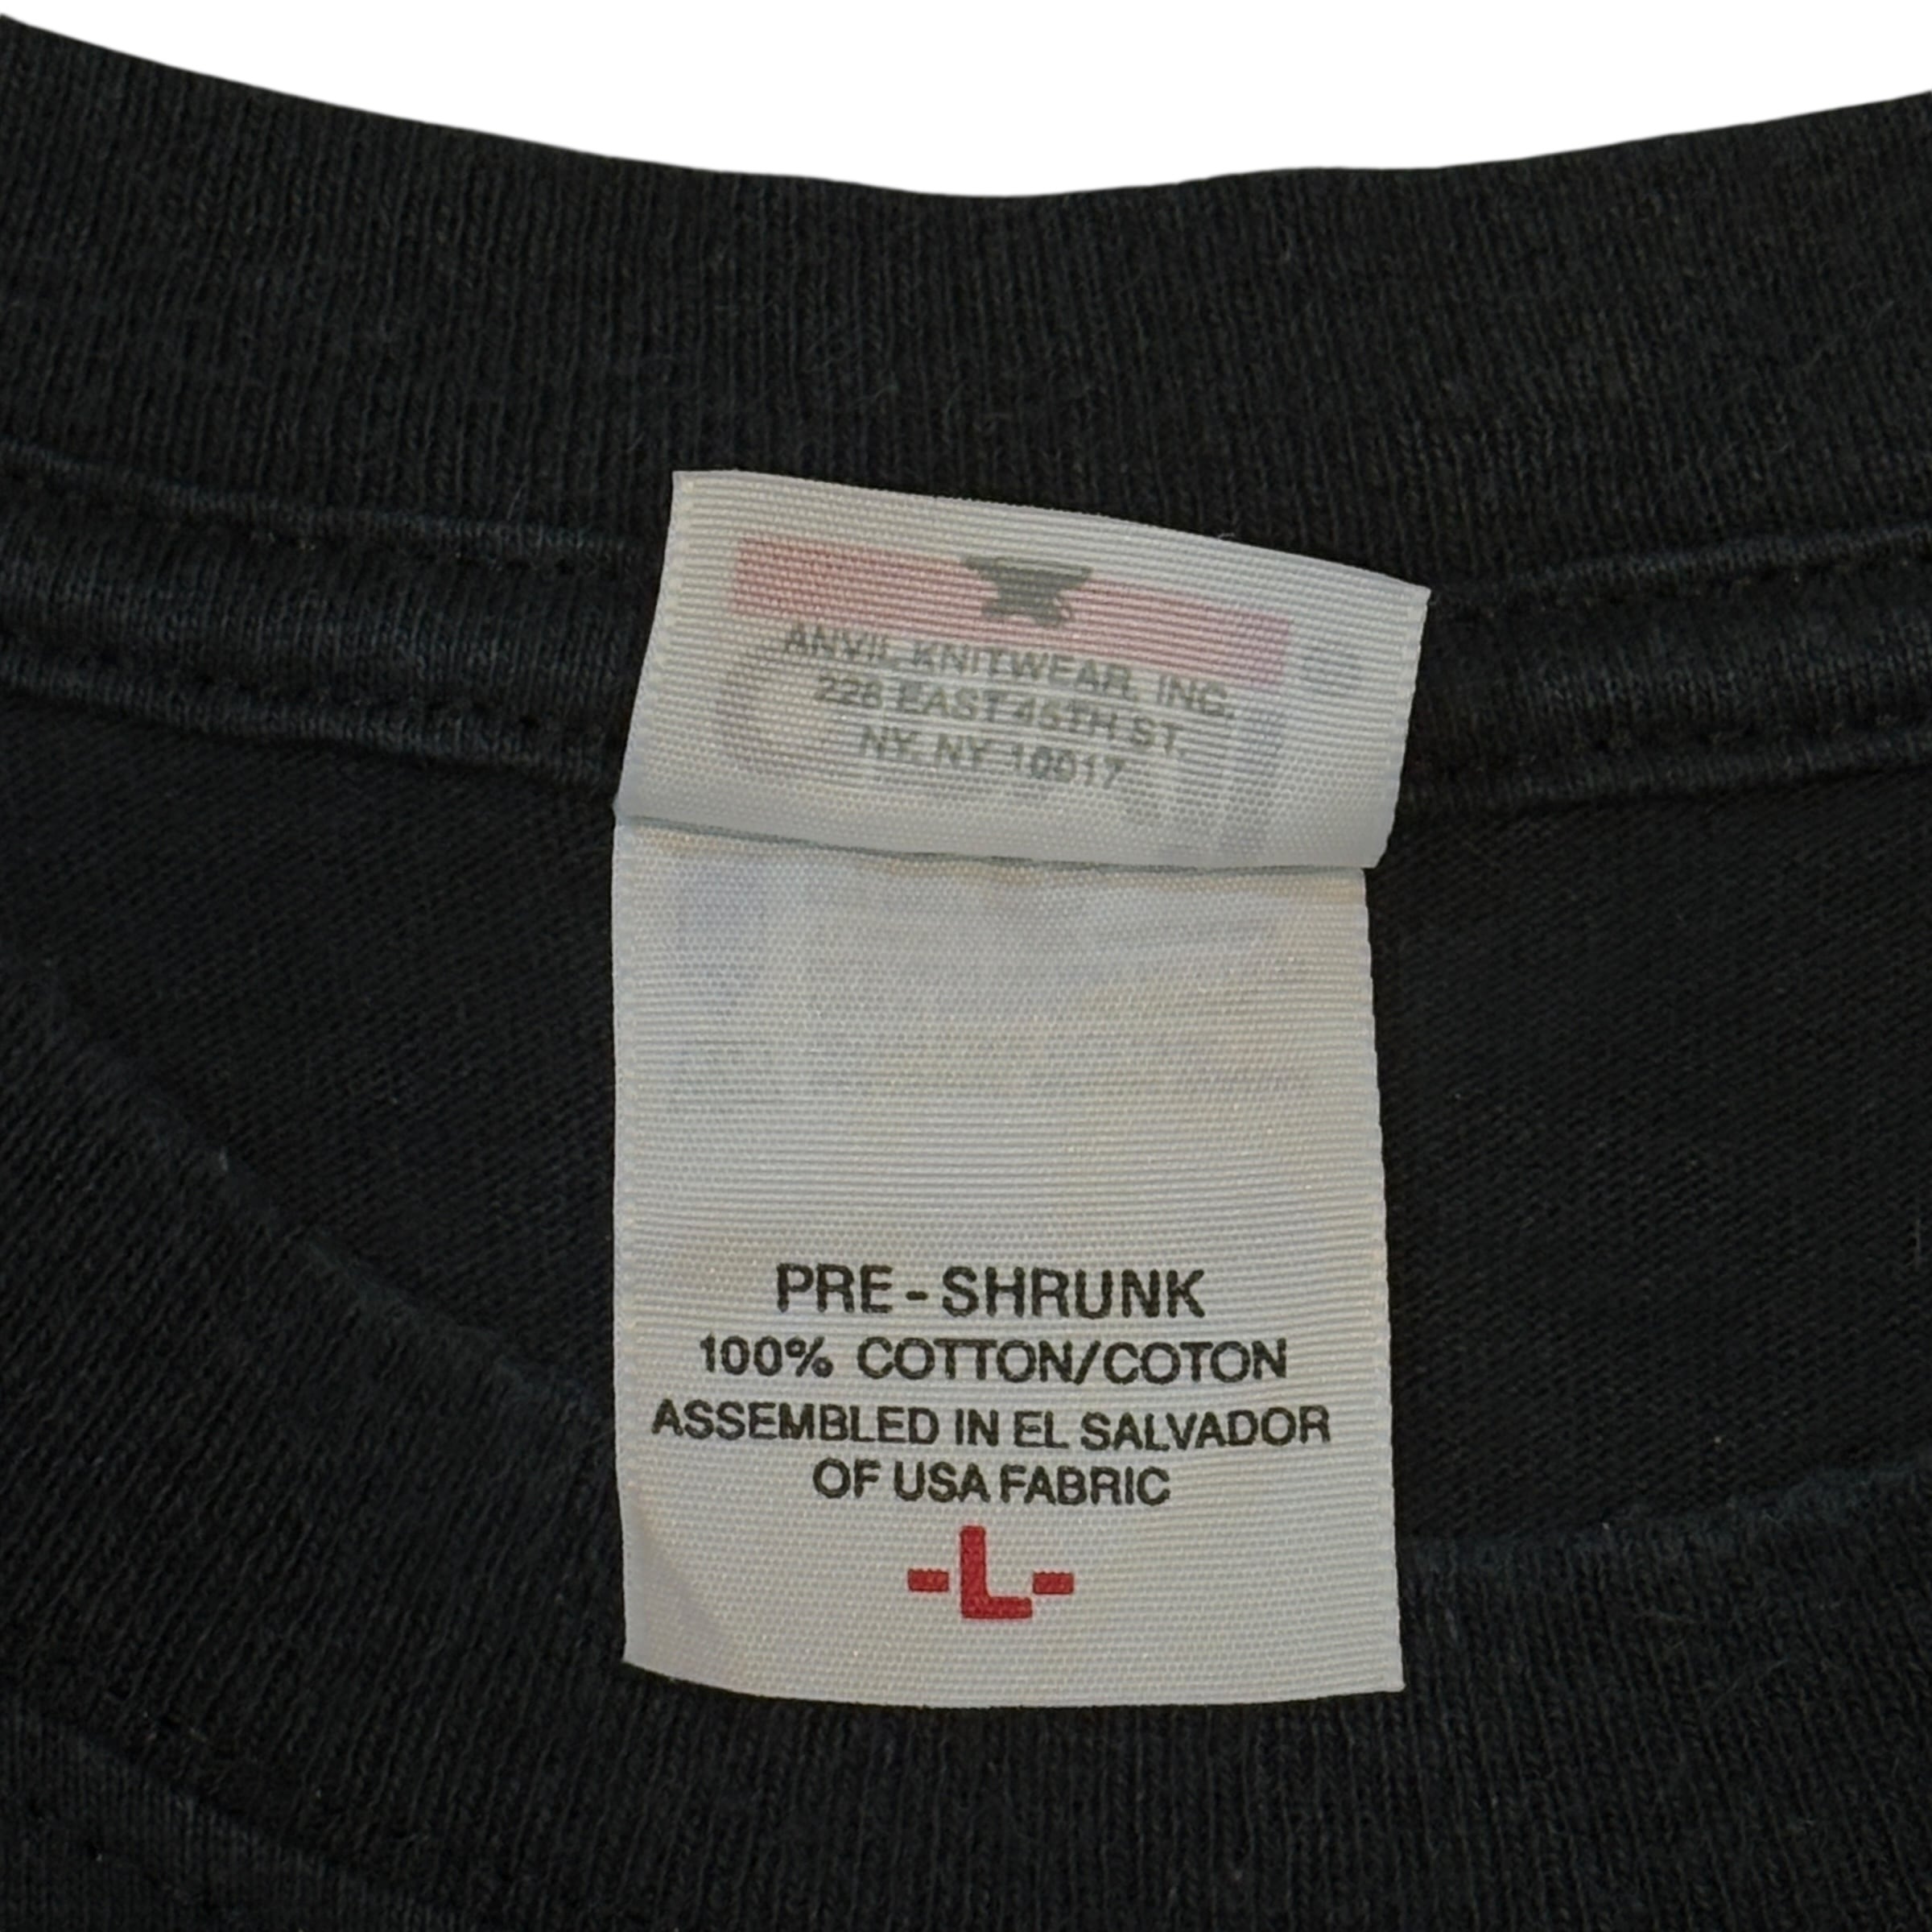 ANVIL KNITWEAR, INC.
228 EAST 45TH ST.
NY, NY 10017
PRE-SHRUNK
100% COTTON/COTON
ASSEMBLED IN EL SALVADOR
OF USA FABRIC
-L-